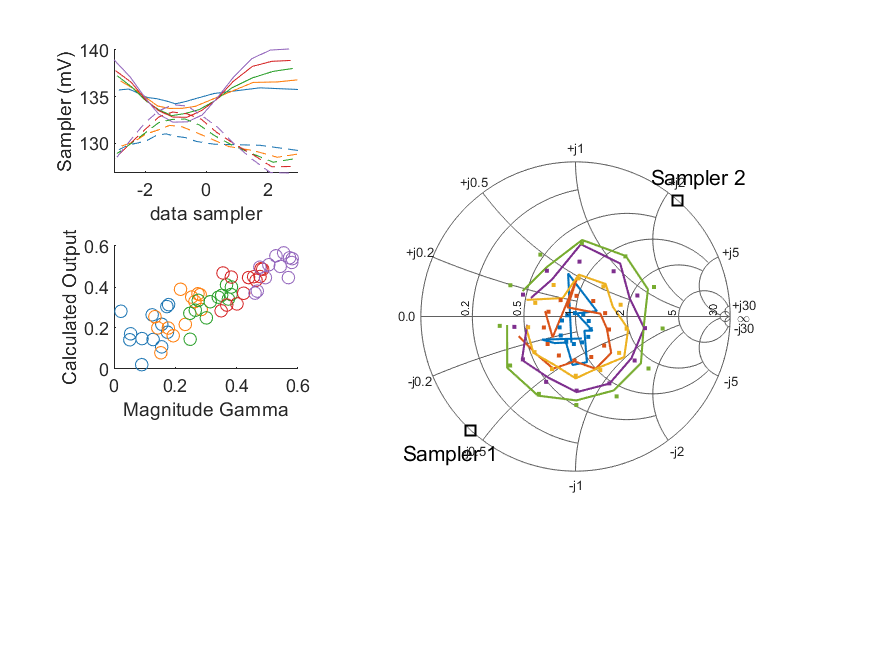 140
135
130
Sampler (mV)
-2
0
2
data sampler
0.6
0.4
0.2
0
Calculated Output
0
0.2
0.4
0.6
Magnitude Gamma
+j1
+j0.5
Sampler 2
+j0.2
+j5
0.0
0.2
0.5
1
2
5
30
+j30
∞
-j30
-j0.2
-j5
-j0.5
Sampler 1
-j2
-j1